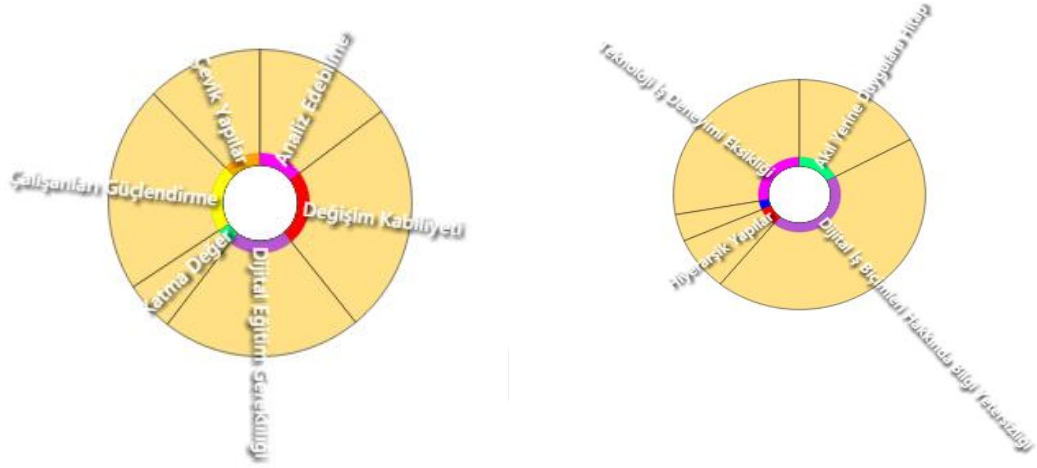 Çevik Yapılar
Analiz Edebilme
Çalışanları Güçlendirme
Değişim Kabiliyeti
Katma Değer
Dijital Eğitim Gerekliliği
Teknoloji İş Deneyimi Eksikliği
Akıl Yerine Duygulara Hitap
Hiyerarşik Yapılar
Dijital İş Biçimleri Hakkında Bilgi Yetersizliği